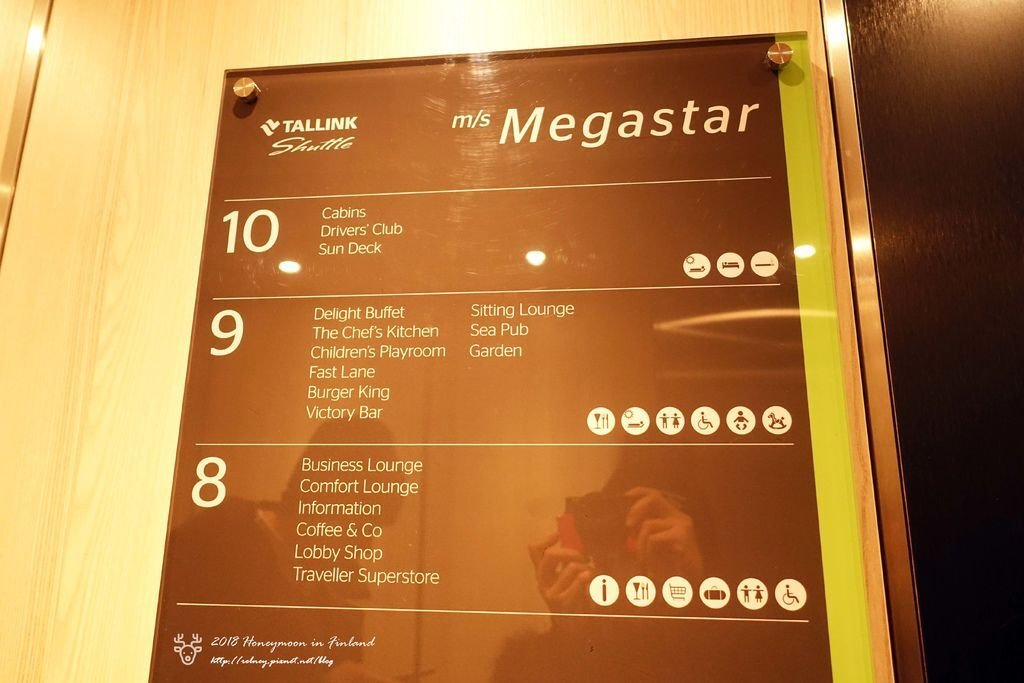 TALLINK
Shuttle
m/s Megastar
10
Cabins
Drivers' Club
Sun Deck
9
Delight Buffet
The Chef's Kitchen
Children's Playroom
Fast Lane
Burger King
Victory Bar
Sitting Lounge
Sea Pub
Garden
8
Business Lounge
Comfort Lounge
Information
Coffee & Co
Lobby Shop
Traveller Superstore
2018 Honeymoon in Finland